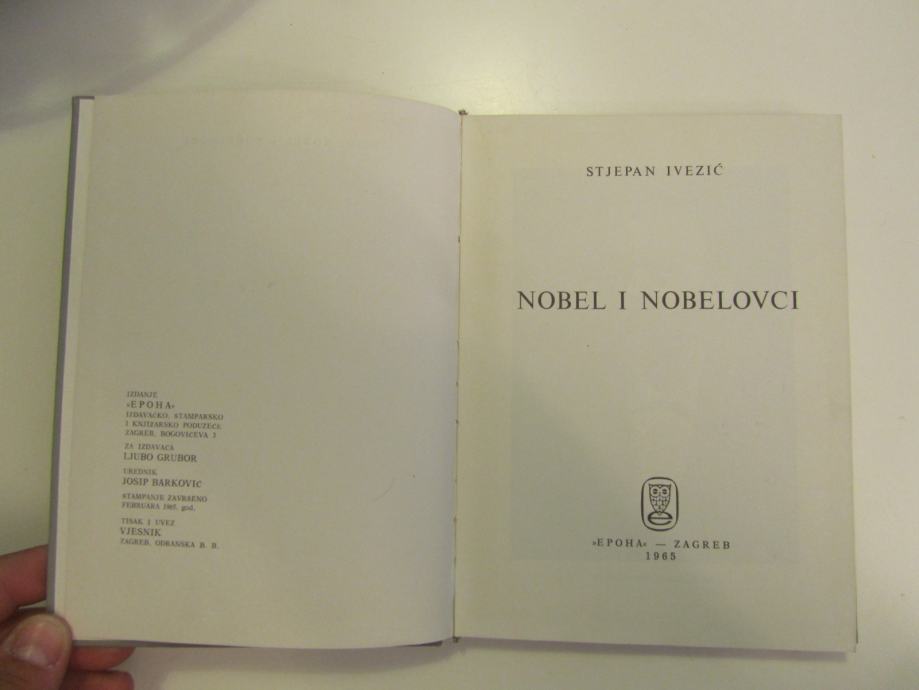 IZDANJE
»EPOHA«
IZDAVAČKO, ŠTAMPARSKO
I KNJIŽARSKO PODUZEĆE
ZAGREB, BOGOVIĆEVA 3
ZA IZDAVAČA
LJUBO GRUBOR
UREDNIK
JOSIP BARKOVIĆ
ŠTAMPANJE ZAVRŠENO
FEBRUARA 1965. god.
TISAK I UVEZ
VJESNIK
ZAGREB, ODRANSKA B. B.
STJEPAN IVEZIĆ
NOBEL I NOBELOVCI
»EPOHA« — ZAGREB
1965